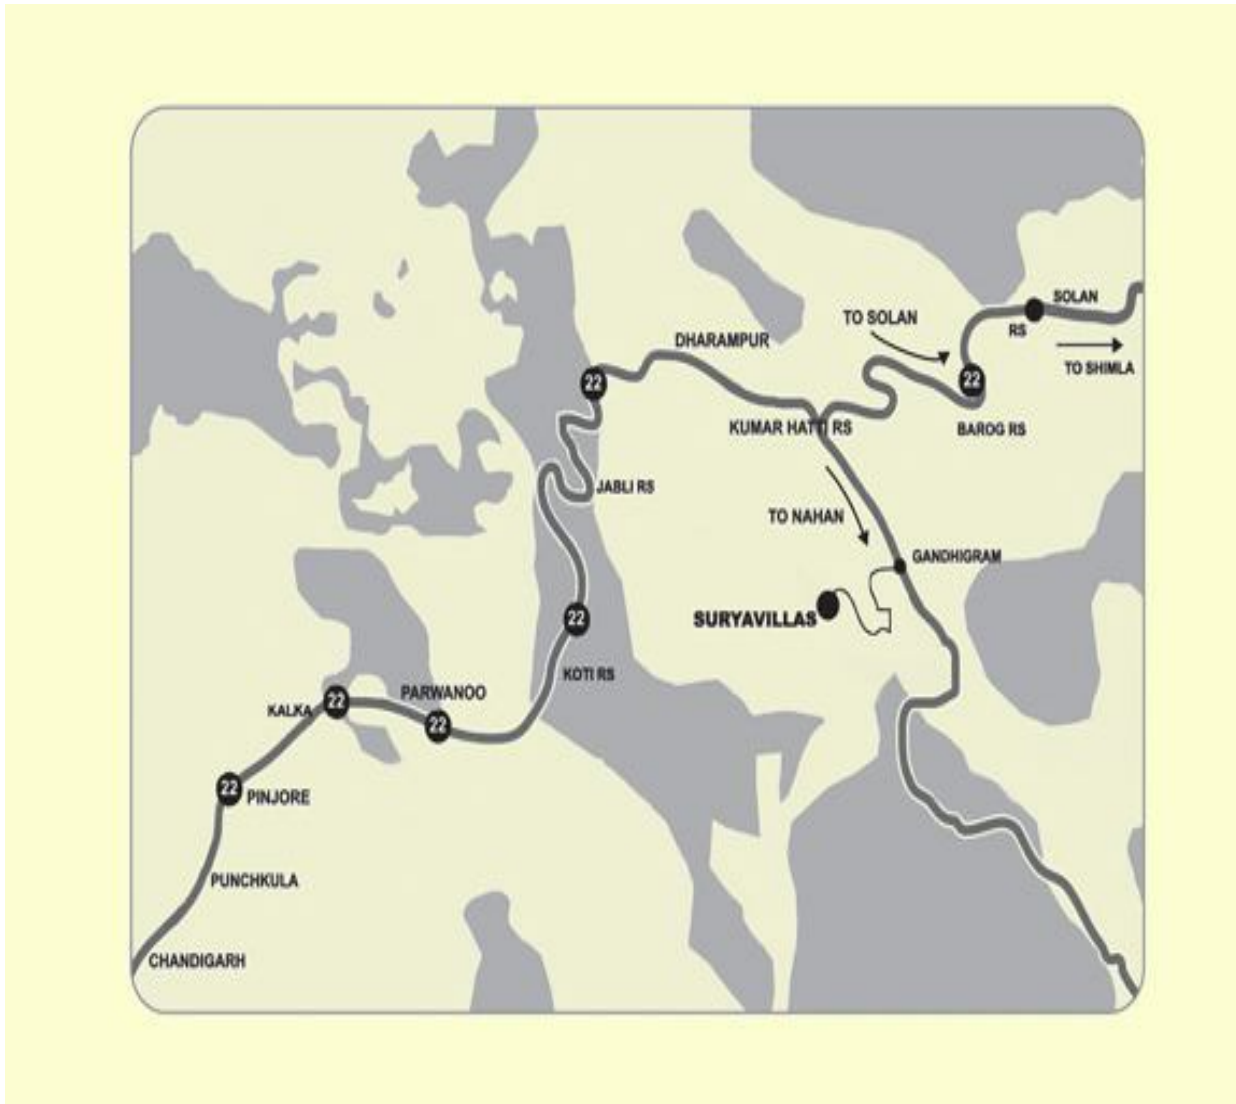 SOLAN
TO SOLAN
RS
DHARAMPUR
TO SHIMLA
22
22
KUMAR HATTI RS
BAROG RS
JABLI RS
TO NAHAN
GANDHIGRAM
22
SURYAVILLAS
KOTI RS
PARWANOO
22
KALKA
22
22
PINJORE
PUNCHKULA
CHANDIGARH